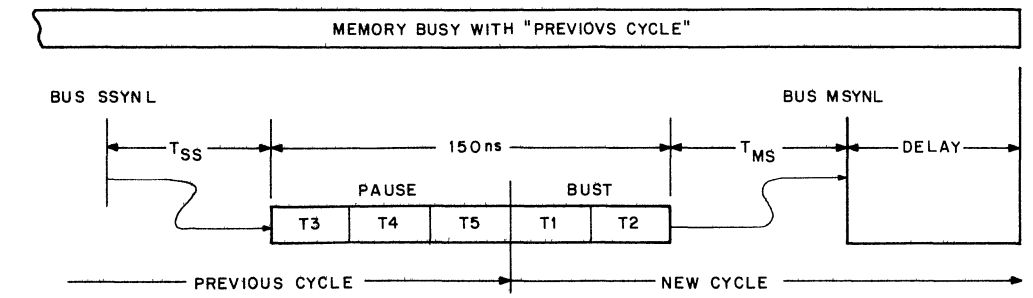 MEMORY BUSY WITH "PREVIOVS CYCLE"
BUS SSYNL
BUS MSYNL
TSS
150ns
TMS
DELAY
PAUSE
BUST
T3
T4
T5
T1
T2
PREVIOUS CYCLE
NEW CYCLE